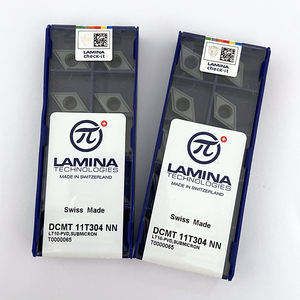 LAMINA
check-it
π
LAMINA
TECHNOLOGIES
MADE IN SWITZERLAND
Swiss Made
DCMT 11T304 NN
LT10-PVD,SUBMICRON
T0000065
LAMINA
check-it
π
LAMINA
TECHNOLOGIES
MADE IN SWITZERLAND
Swiss Made
DCMT 11T304 NN
LT10-PVD,SUBMICRON
T0000065